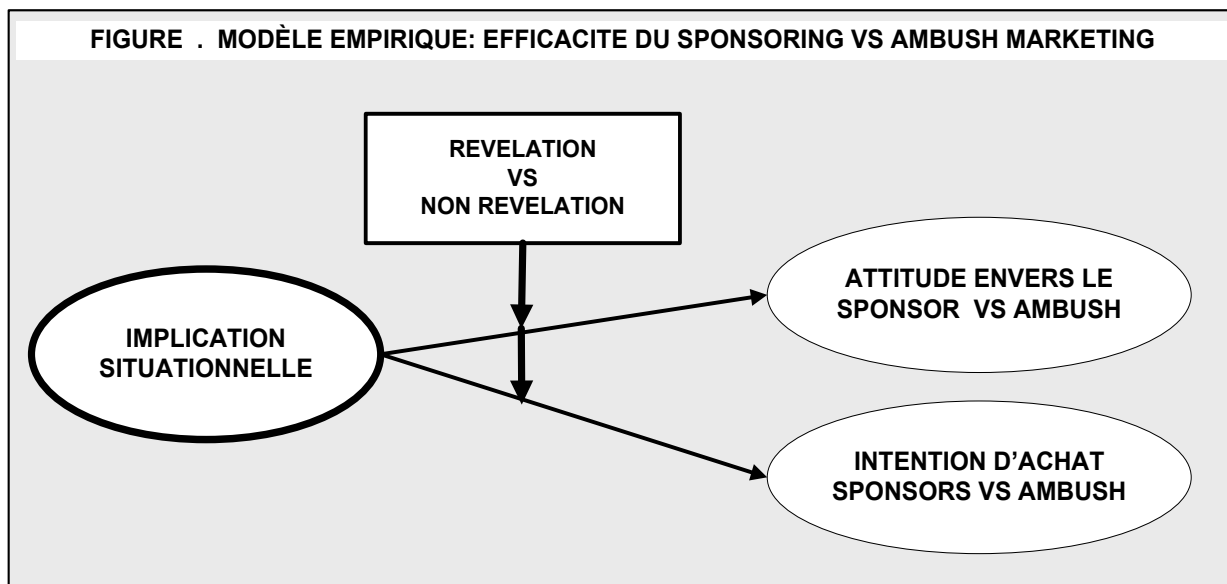 FIGURE . MODÈLE EMPIRIQUE: EFFICACITE DU SPONSORING VS AMBUSH MARKETING
REVELATION
VS
NON REVELATION
IMPLICATION
SITUATIONNELLE
ATTITUDE ENVERS LE
SPONSOR VS AMBUSH
INTENTION D’ACHAT
SPONSORS VS AMBUSH